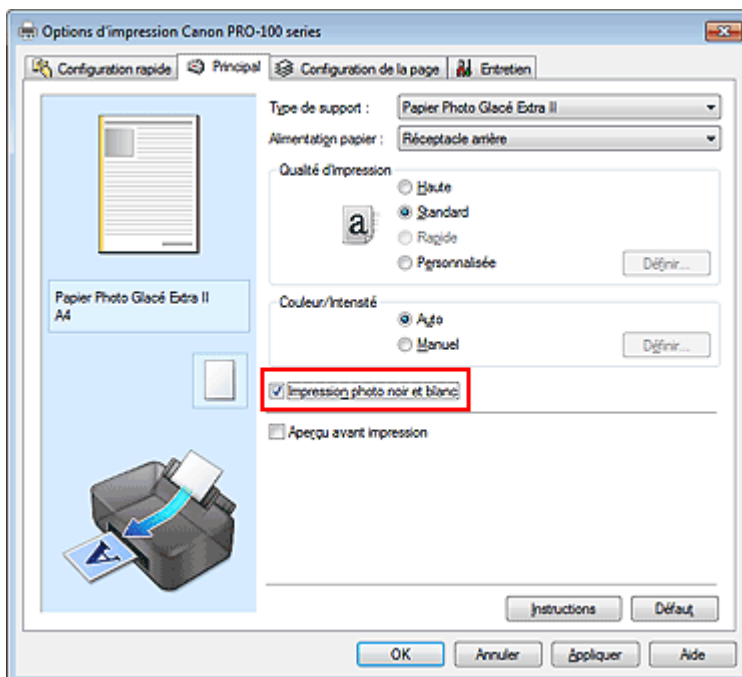 Options d'impression Canon PRO-100 series
Configuration rapide Principal Configuration de la page Entretien
Type de support : Papier Photo Glacé Extra II
Alimentation papier : Réceptacle arrière
Qualité d'impression
Haute
a Standard
Rapide
Personnalisée Définir...
Papier Photo Glacé Extra II
A4
Couleur/Intensité
Auto
Manuel Définir...
Impression photo noir et blanc
Aperçu avant impression
A
Instructions Défaut
OK Annuler Appliquer Aide